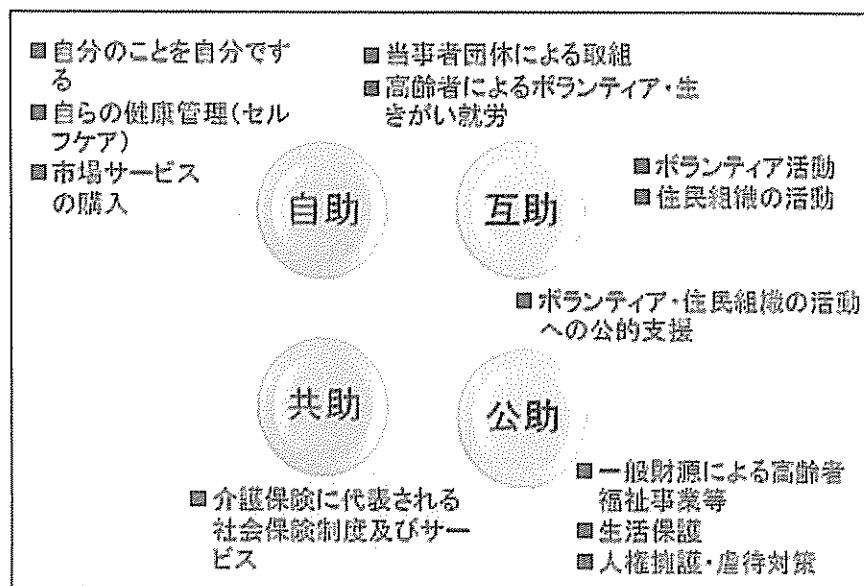 ■自分のことを自分です
る
■自らの健康管理(セル
フケア)
■市場サービス
の購入
■当事者団体による取組
■高齢者によるボランティア・生
きがい就労
自助
互助
■ボランティア活動
■住民組織の活動
■ボランティア・住民組織の活動
への公的支援
共助
公助
■介護保険に代表される
社会保険制度及びサー
ビス
■一般財源による高齢者
福祉事業等
■生活保護
■人権擁護・虐待対策